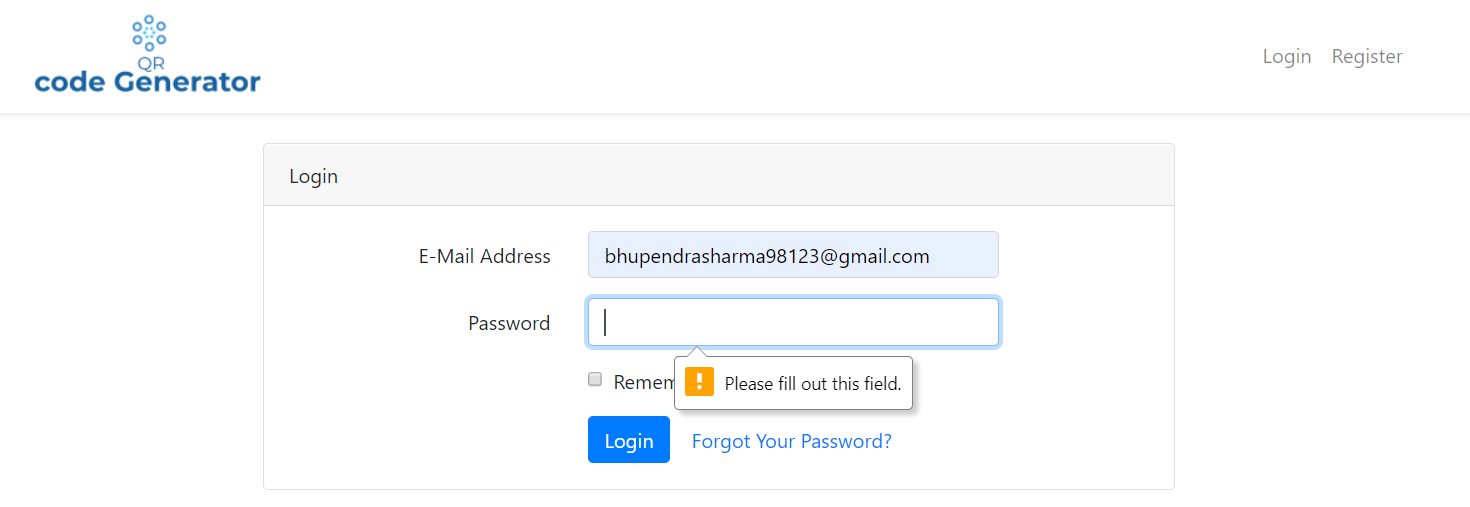 QR
code Generator
Login Register
Login
E-Mail Address bhupendrasharma98123@gmail.com
Password
Remem
Please fill out this field.
Login Forgot Your Password?